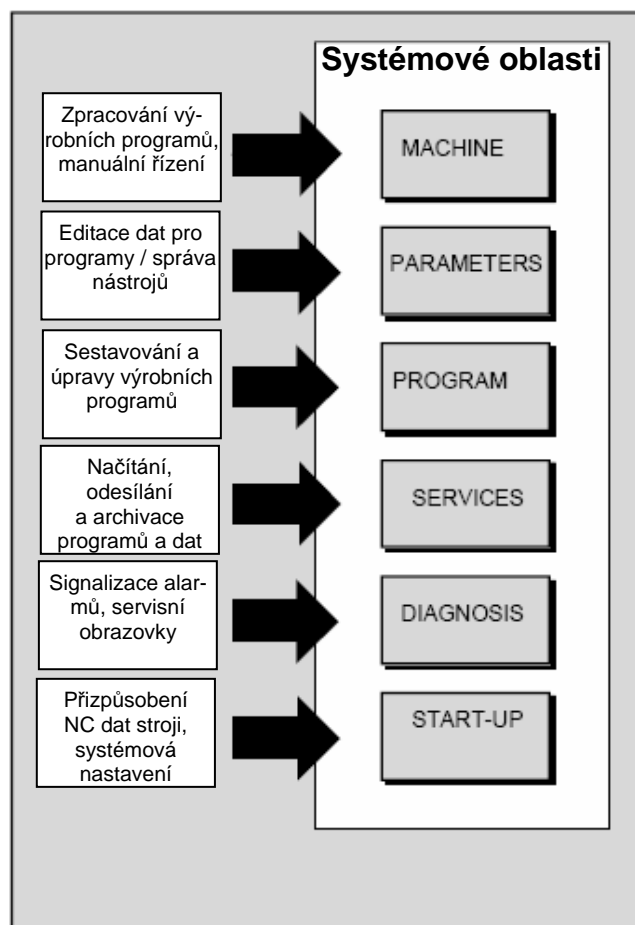 Systémové oblasti
Zpracování vý-
robních programů,
manuální řízení
MACHINE
Editace dat pro
programy / správa
nástrojů
PARAMETERS
Sestavování a
úpravy výrobních
programů
PROGRAM
Načítání,
odesílání
a archivace
programů a dat
SERVICES
Signalizace alar-
mů, servisní
obrazovky
DIAGNOSIS
Přizpůsobení
NC dat stroji,
systémová
nastavení
START-UP